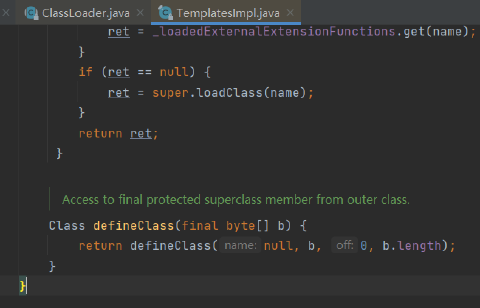 ClassLoader.java × TemplatesImpl.java ×
ret = _loadedExternalExtensionFunctions.get(name);
}
if (ret == null) {
ret = super.loadClass(name);
}
return ret;
}
Access to final protected superclass member from outer class.
Class defineClass(final byte[] b) {
return defineClass( name: null, b, off: 0, b.length);
}
}